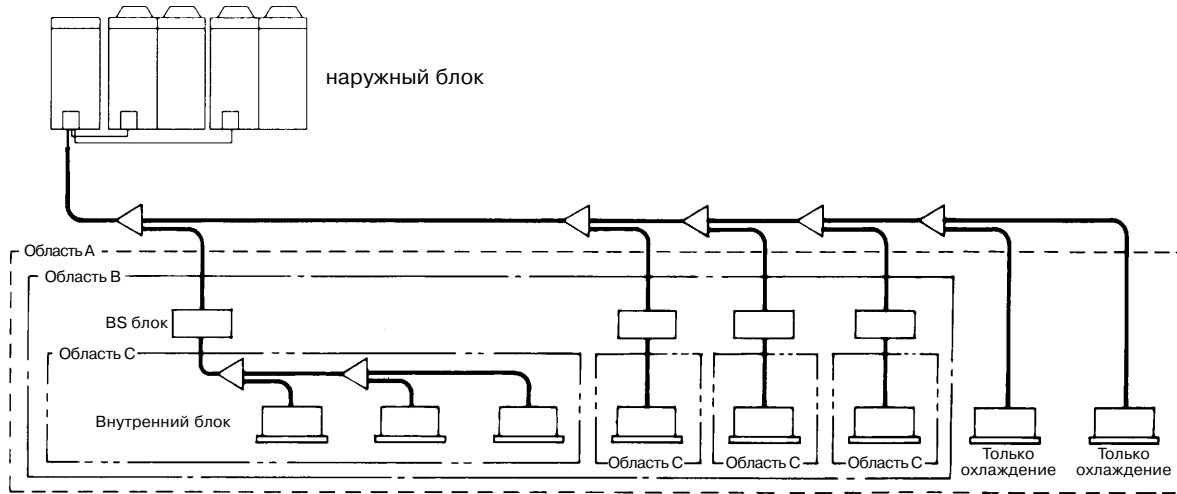 наружный блок
Область A
Область B
BS блок
Область C
Внутренний блок
Область C
Область C
Область C
Только
охлаждение
Только
охлаждение